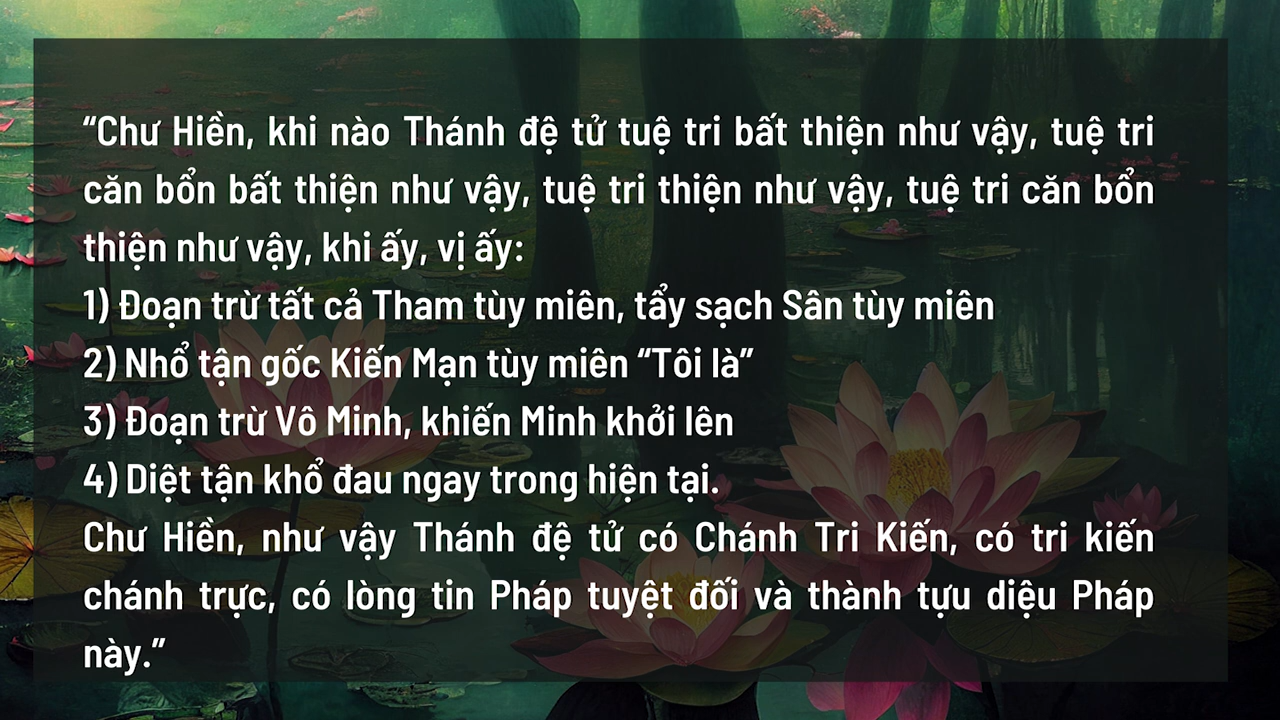 “Chư Hiền, khi nào Thánh đệ tử tuệ tri bất thiện như vậy, tuệ tri
căn bổn bất thiện như vậy, tuệ tri thiện như vậy, tuệ tri căn bổn
thiện như vậy, khi ấy, vị ấy:
1) Đoạn trừ tất cả Tham tùy miên, tẩy sạch Sân tùy miên
2) Nhổ tận gốc Kiến Mạn tùy miên “Tôi là”
3) Đoạn trừ Vô Minh, khiến Minh khởi lên
4) Diệt tận khổ đau ngay trong hiện tại.
Chư Hiền, như vậy Thánh đệ tử có Chánh Tri Kiến, có tri kiến
chánh trực, có lòng tin Pháp tuyệt đối và thành tựu diệu Pháp
này.”